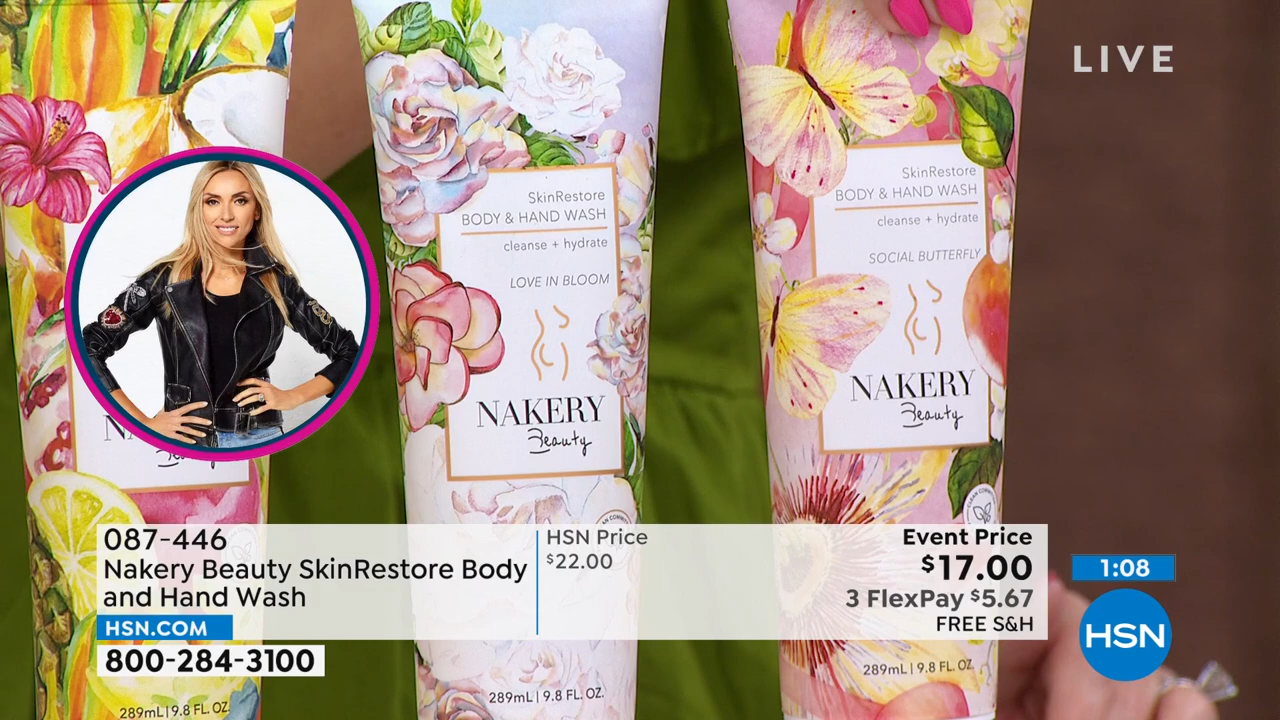 LIVE
SkinRestore
BODY & HAND WASH
cleanse + hydrate
LOVE IN BLOOM
NAKERY
Beauty
SkinRestore
BODY & HAND WASH
cleanse + hydrate
SOCIAL BUTTERFLY
NAKERY
Beauty
087-446
Nakery Beauty SkinRestore Body
and Hand Wash
HSN.COM
800-284-3100
HSN Price
$22.00
Event Price
$17.00
3 FlexPay $5.67
FREE S&H
1:08
HSN
289mL | 9.8 FL. OZ.
289mL | 9.8 FL. OZ.
289mL | 9.8 FL. OZ.